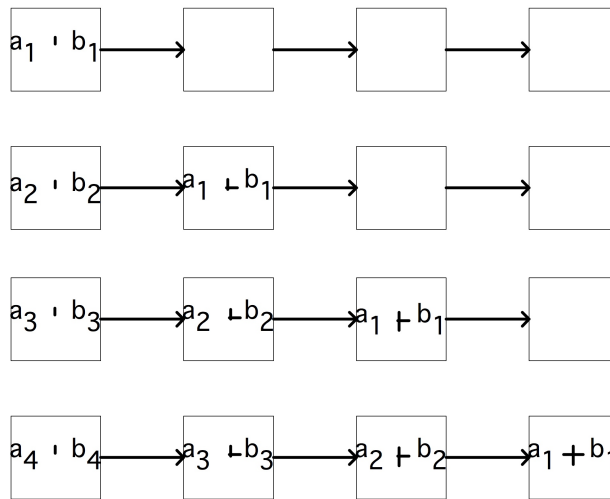 a₁ ╵ b₁
a₂ ╵ b₂ a₁ ┕ b₁
a₃ ╵ b₃ a₂ ┕ b₂ a₁ ⊦ b₁
a₄ ╵ b₄ a₃ ┕ b₃ a₂ ⊦ b₂ a₁ + b₁